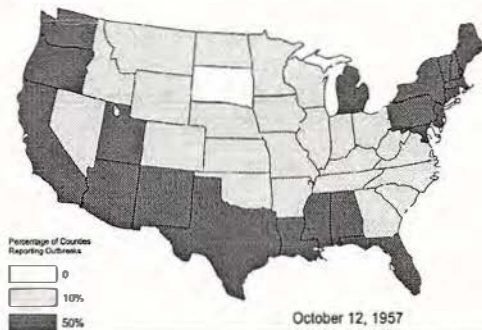 Percentage of Counties
Reporting Outbreaks
0
10%
50%
October 12, 1957